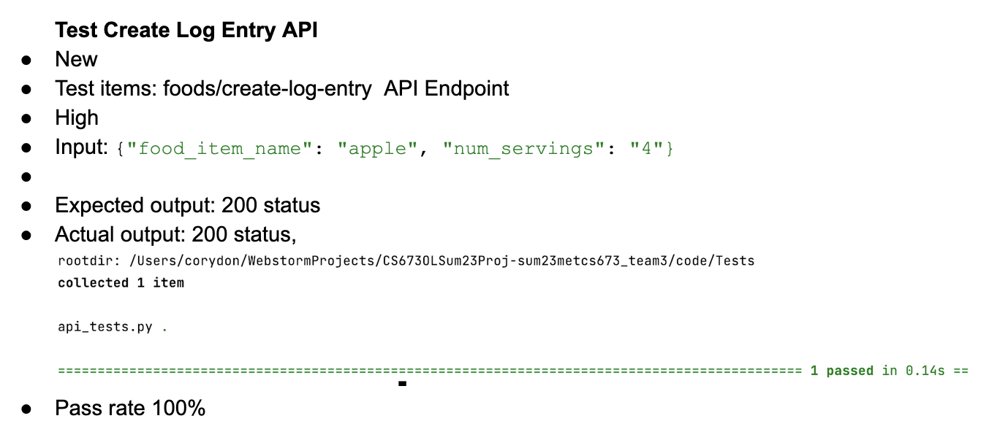 Test Create Log Entry API
● New
● Test items: foods/create-log-entry  API Endpoint
● High
● Input: {"food_item_name": "apple", "num_servings": "4"}
●
● Expected output: 200 status
● Actual output: 200 status,
rootdir: /Users/corydon/WebstormProjects/CS673OLSum23Proj-sum23metcs673_team3/code/Tests
collected 1 item
api_tests.py .
============================================================================================== 1 passed in 0.14s ==
● Pass rate 100%